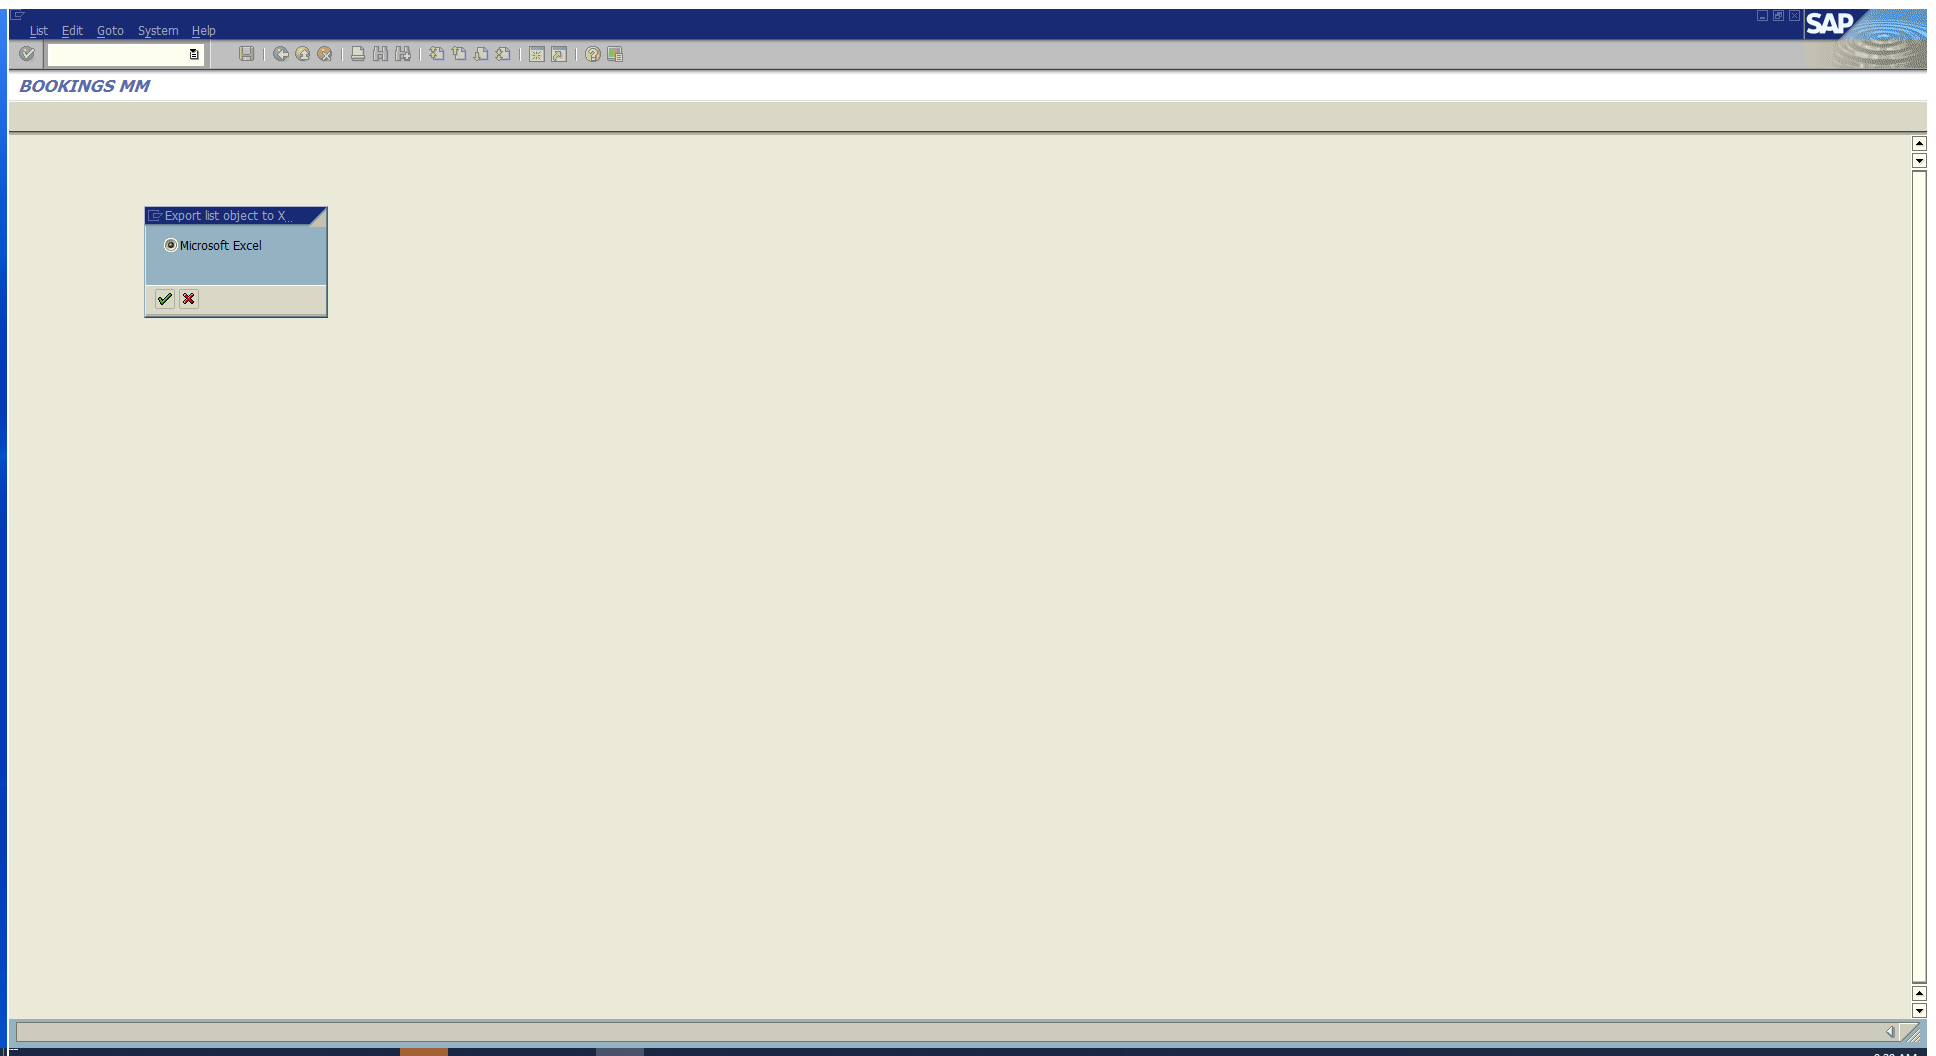 List Edit Goto System Help
SAP
BOOKINGS MM
Export list object to X..
Microsoft Excel